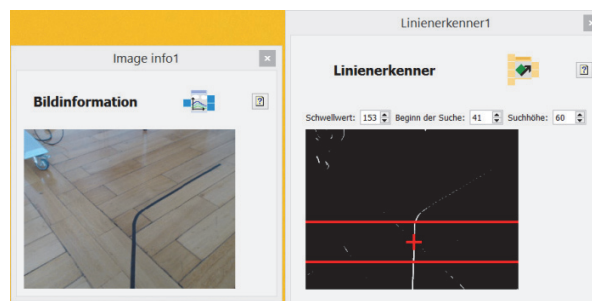 Image info1
Bildinformation
Linienerkenner1
Linienerkenner
Schwellwert: 153 Beginn der Suche: 41 Suchhöhe: 60